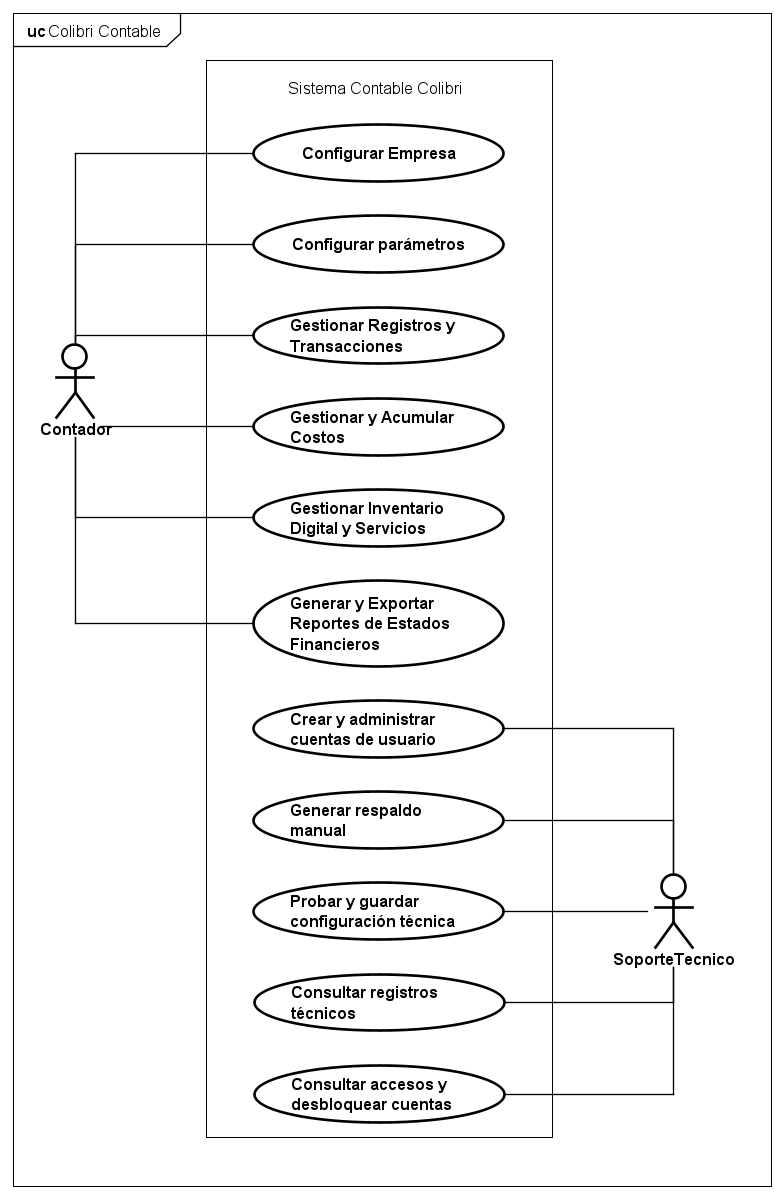 uc Colibri Contable
Sistema Contable Colibri
Configurar Empresa
Configurar parámetros
Gestionar Registros y
Transacciones
Gestionar y Acumular
Costos
Contador
Gestionar Inventario
Digital y Servicios
Generar y Exportar
Reportes de Estados
Financieros
Crear y administrar
cuentas de usuario
Generar respaldo
manual
Probar y guardar
configuración técnica
SoporteTecnico
Consultar registros
técnicos
Consultar accesos y
desbloquear cuentas